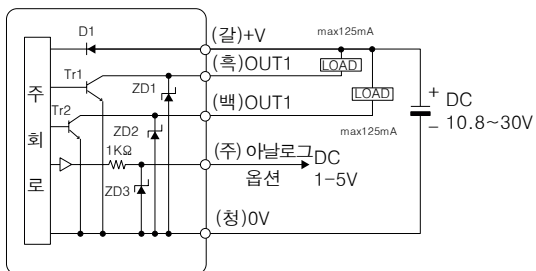 D1
(갈)+V
max125mA
(흑)OUT1
LOAD
Tr1
ZD1
주
회
로
(백)OUT1
LOAD
+ DC
− 10.8~30V
Tr2
ZD2
max125mA
1KΩ
(주) 아날로그
옵션
DC
1-5V
ZD3
(청)0V